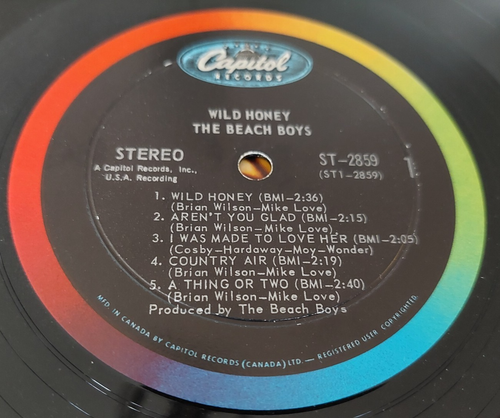 Capitol
RECORDS
WILD HONEY
THE BEACH BOYS
STEREO
A Capitol Records, Inc.,
U.S.A. Recording
ST-2859
(ST1-2859)
1
1. WILD HONEY (BMI-2:36)
(Brian Wilson-Mike Love)
2. AREN'T YOU GLAD (BMI-2:15)
(Brian Wilson-Mike Love)
3. I WAS MADE TO LOVE HER (BMI-2:05)
(Cosby-Hardaway-Moy-Wonder)
4. COUNTRY AIR (BMI-2:19)
(Brian Wilson-Mike Love)
5. A THING OR TWO (BMI-2:40)
(Brian Wilson-Mike Love)
Produced by The Beach Boys
MFD. IN CANADA BY CAPITOL RECORDS (CANADA) LTD. — REGISTERED USER. COPYRIGHTED.